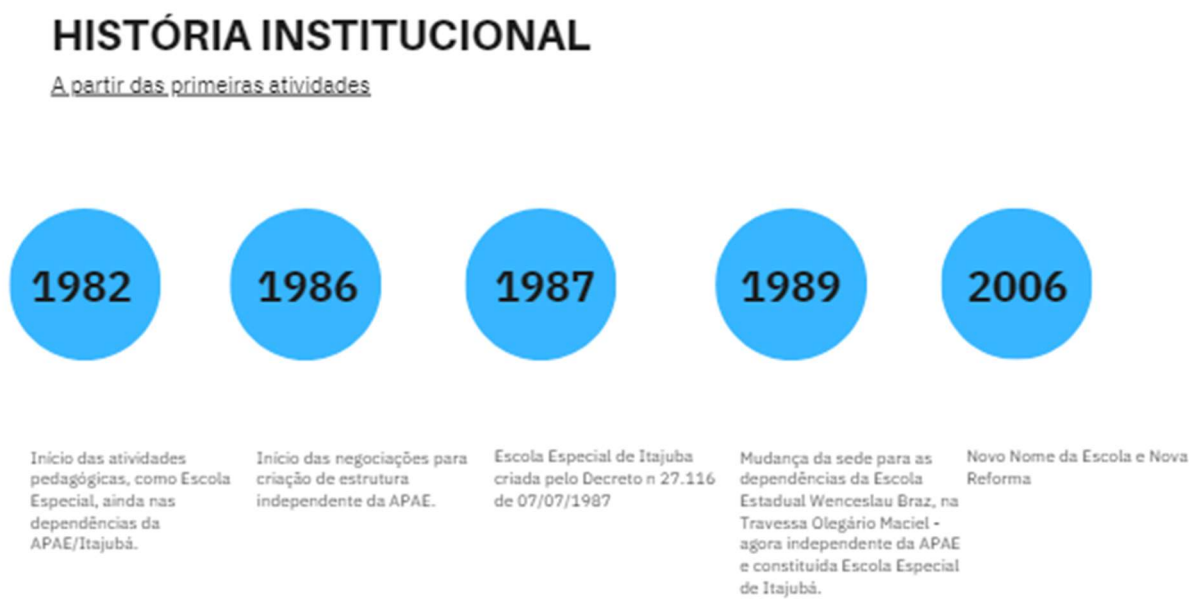 HISTÓRIA INSTITUCIONAL
A partir das primeiras atividades
1982
1986
1987
1989
2006
Início das atividades
pedagógicas, como Escola
Especial, ainda nas
dependências da
APAE/Itajubá.
Início das negociações para
criação de estrutura
independente da APAE.
Escola Especial de Itajuba
criada pelo Decreto n 27.116
de 07/07/1987
Mudança da sede para as
dependências da Escola
Estadual Wenceslau Braz, na
Travessa Olegário Maciel -
agora independente da APAE
e constituída Escola Especial
de Itajubá.
Novo Nome da Escola e Nova
Reforma